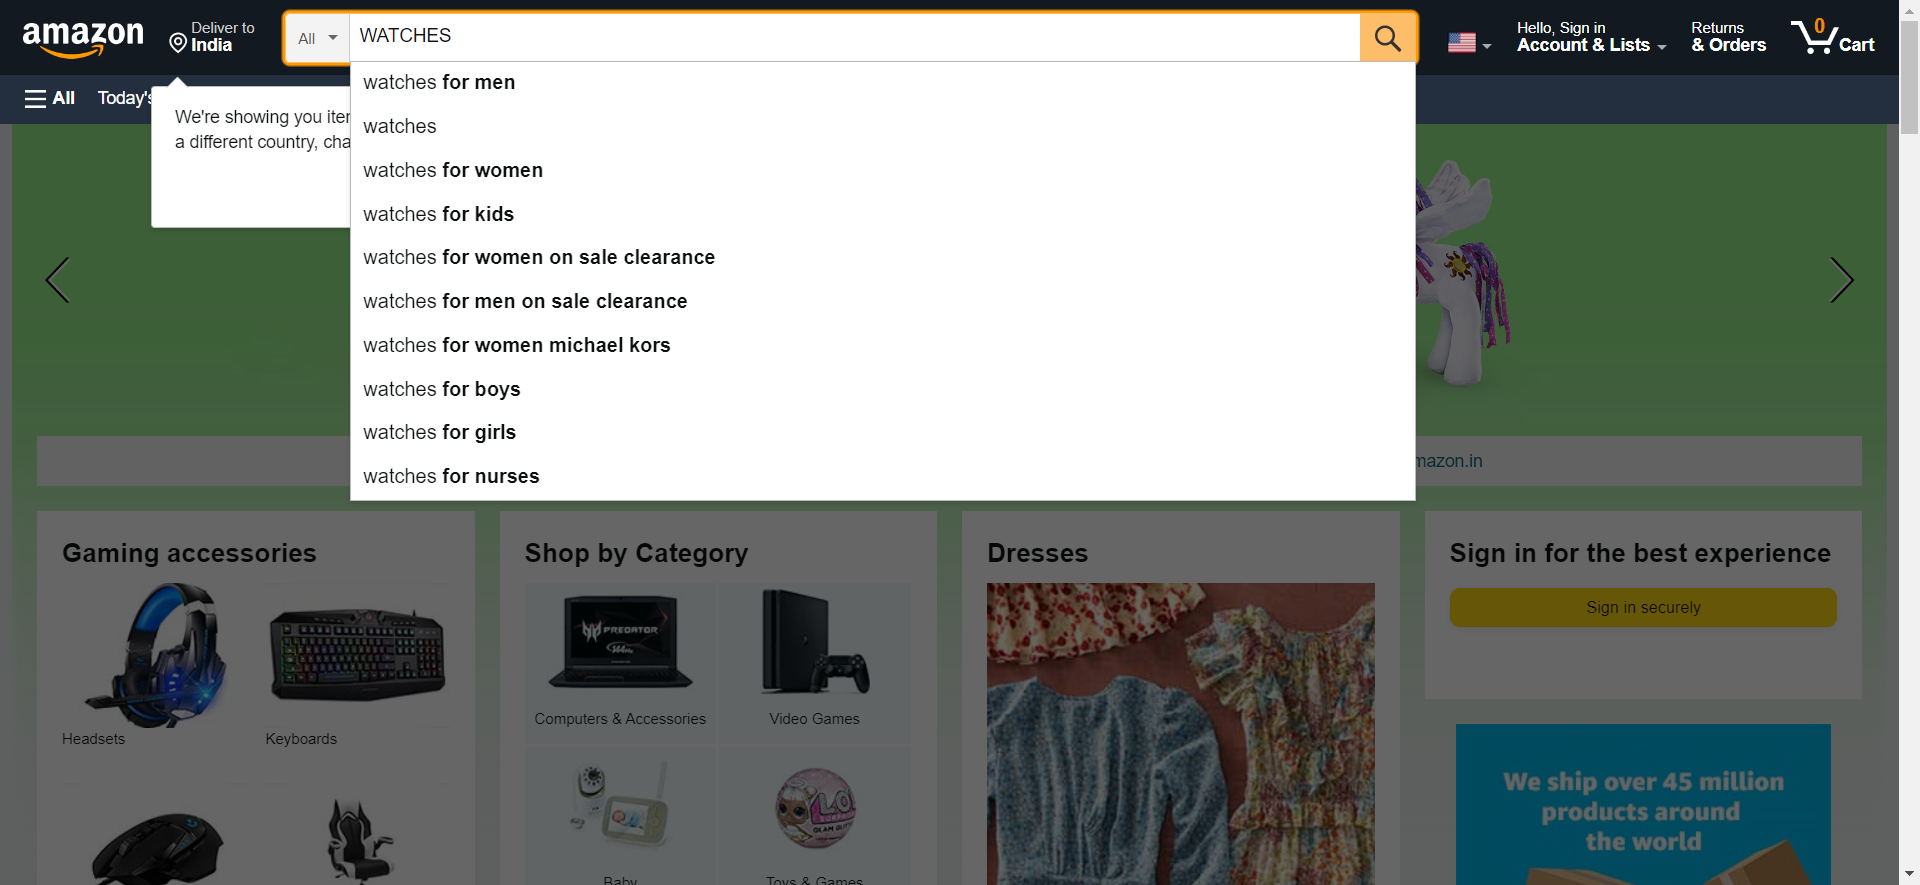 amazon
Deliver to
India
All
WATCHES
Hello, Sign in
Account & Lists
Returns
& Orders
0
Cart
All
Today's
We're showing you
a different country,
watches for men
watches
watches for women
watches for kids
watches for women on sale clearance
watches for men on sale clearance
watches for women michael kors
watches for boys
watches for girls
watches for nurses
mazon.in
Gaming accessories
Headsets
Keyboards
Shop by Category
PREDATOR
144Hz
Computers & Accessories
Video Games
L.O.L.
SURPRISE
GLAM GLITTER
Baby
Toys & Games
Dresses
Sign in for the best experience
Sign in securely
We ship over 45 million
products around
the world